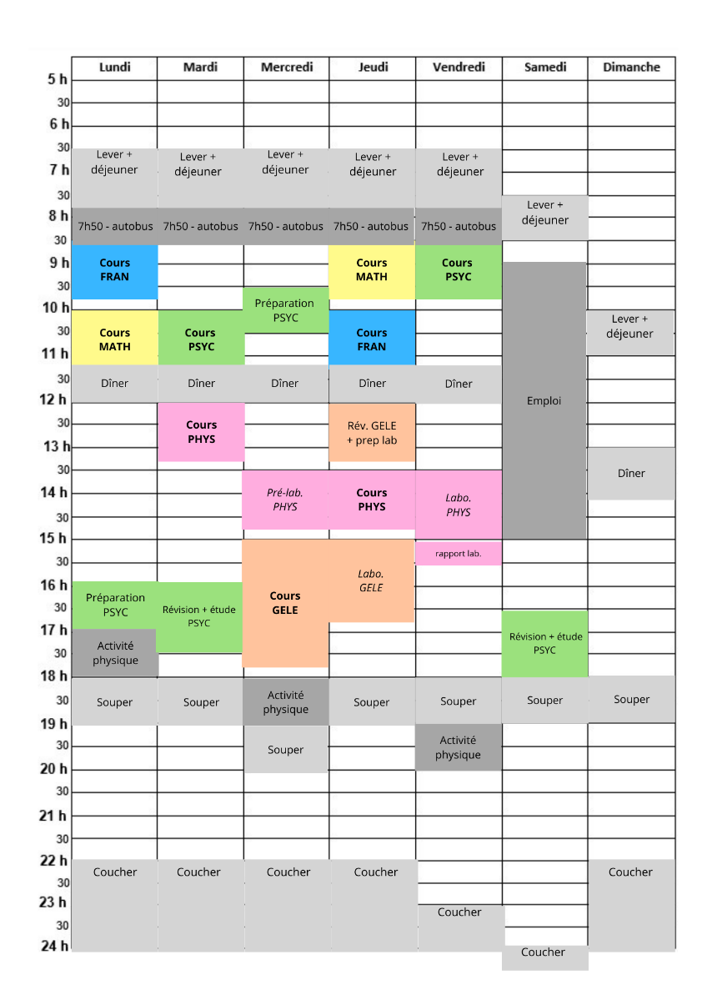 Lundi Mardi Mercredi Jeudi Vendredi Samedi Dimanche
5 h
30
6 h
30
Lever + Lever + Lever + Lever + Lever +
déjeuner déjeuner déjeuner déjeuner déjeuner
7 h
30
Lever +
déjeuner
8 h
7h50 - autobus 7h50 - autobus 7h50 - autobus 7h50 - autobus 7h50 - autobus
30
9 h
Cours Cours Cours
FRAN MATH PSYC
30
Préparation
PSYC
10 h
Lever +
déjeuner
30
Cours Cours Cours
MATH PSYC FRAN
11 h
30
Dîner Dîner Dîner Dîner Dîner
12 h
Emploi
30
Cours Rév. GELE
PHYS + prep lab
13 h
30
Dîner
14 h
Pré-lab. Cours Labo.
PHYS PHYS PHYS
30
15 h
rapport lab.
30
Labo.
GELE
16 h
Préparation
PSYC
Cours
GELE
30
Révision + étude
PSYC
17 h
Révision + étude
PSYC
Activité
physique
30
18 h
30
Souper Souper Activité Souper Souper Souper Souper
physique
19 h
30
Souper Activité
physique
20 h
30
21 h
30
22 h
Coucher Coucher Coucher Coucher Coucher
30
23 h
Coucher
30
24 h
Coucher